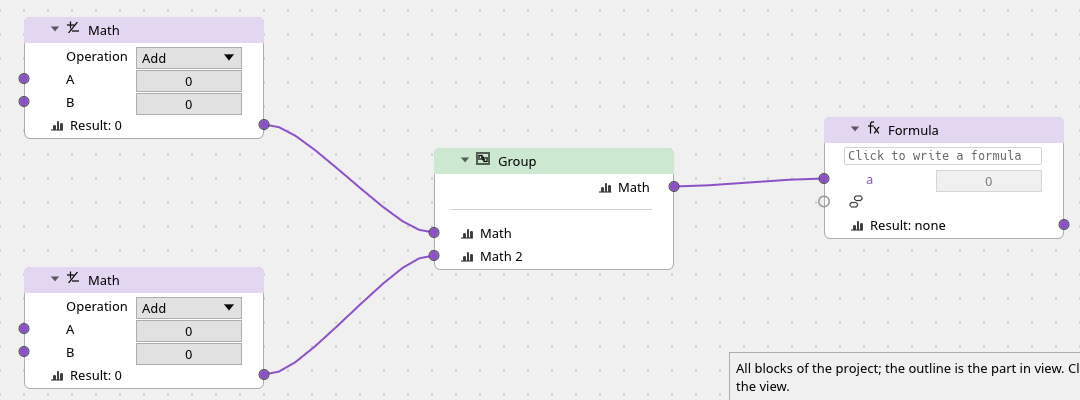 Math
Operation Add
A 0
B 0
Result: 0
Math
Operation Add
A 0
B 0
Result: 0
Group
Math
Math
Math 2
fx Formula
Click to write a formula
a 0
Result: none
All blocks of the project; the outline is the part in view. Cl
the view.